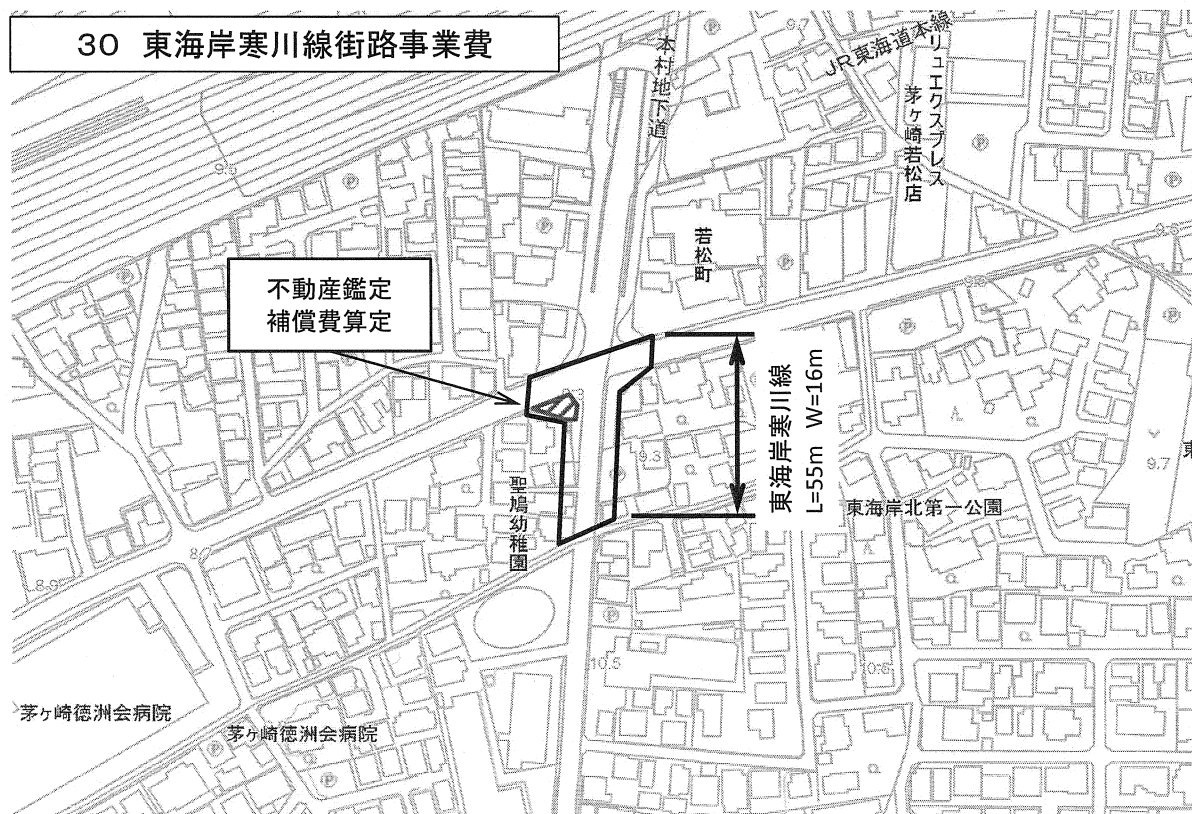 30 東海岸寒川線街路事業費
9.7
JR東海道本線
本村地下道
リュエクスプレス
茅ヶ崎若松店
若松町
不動産鑑定
補償費算定
東海岸寒川線
L=55m W=16m
9.3
9.7
東
東海岸北第一公園
聖鳩幼稚園
8.9
10.5
10.8
茅ヶ崎徳洲会病院
茅ヶ崎徳洲会病院